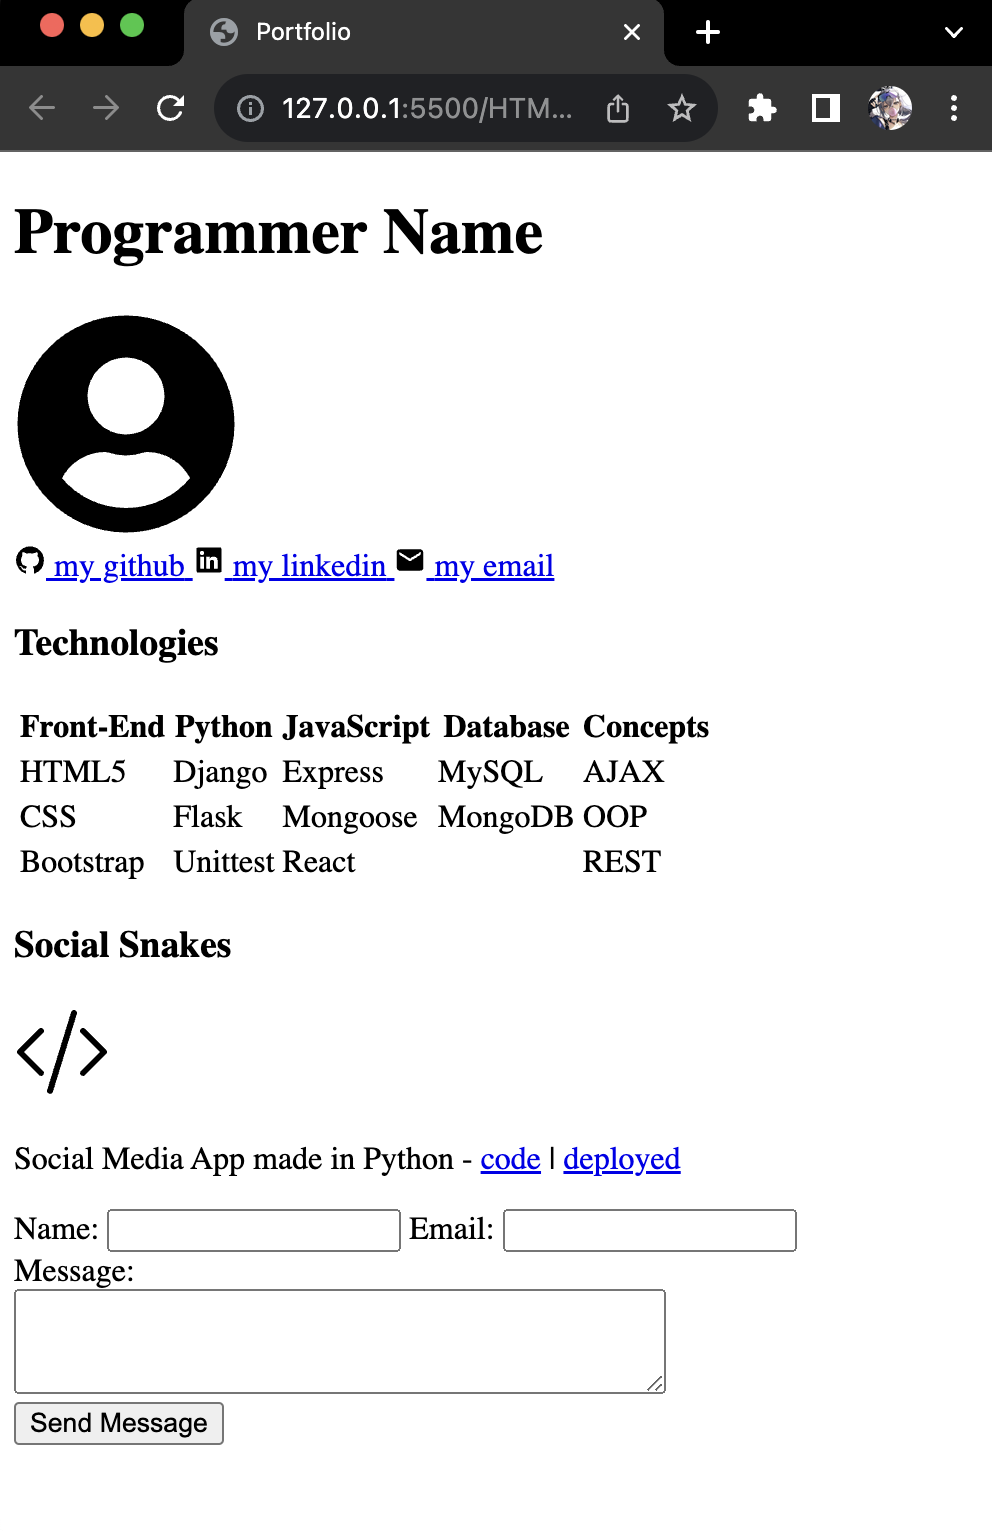 Portfolio
127.0.0.1:5500/HTM...
Programmer Name
my github my linkedin my email
Technologies
Front-End Python JavaScript Database Concepts
HTML5 Django Express MySQL AJAX
CSS Flask Mongoose MongoDB OOP
Bootstrap Unittest React REST
Social Snakes
</>
Social Media App made in Python - code | deployed
Name: Email:
Message:
Send Message